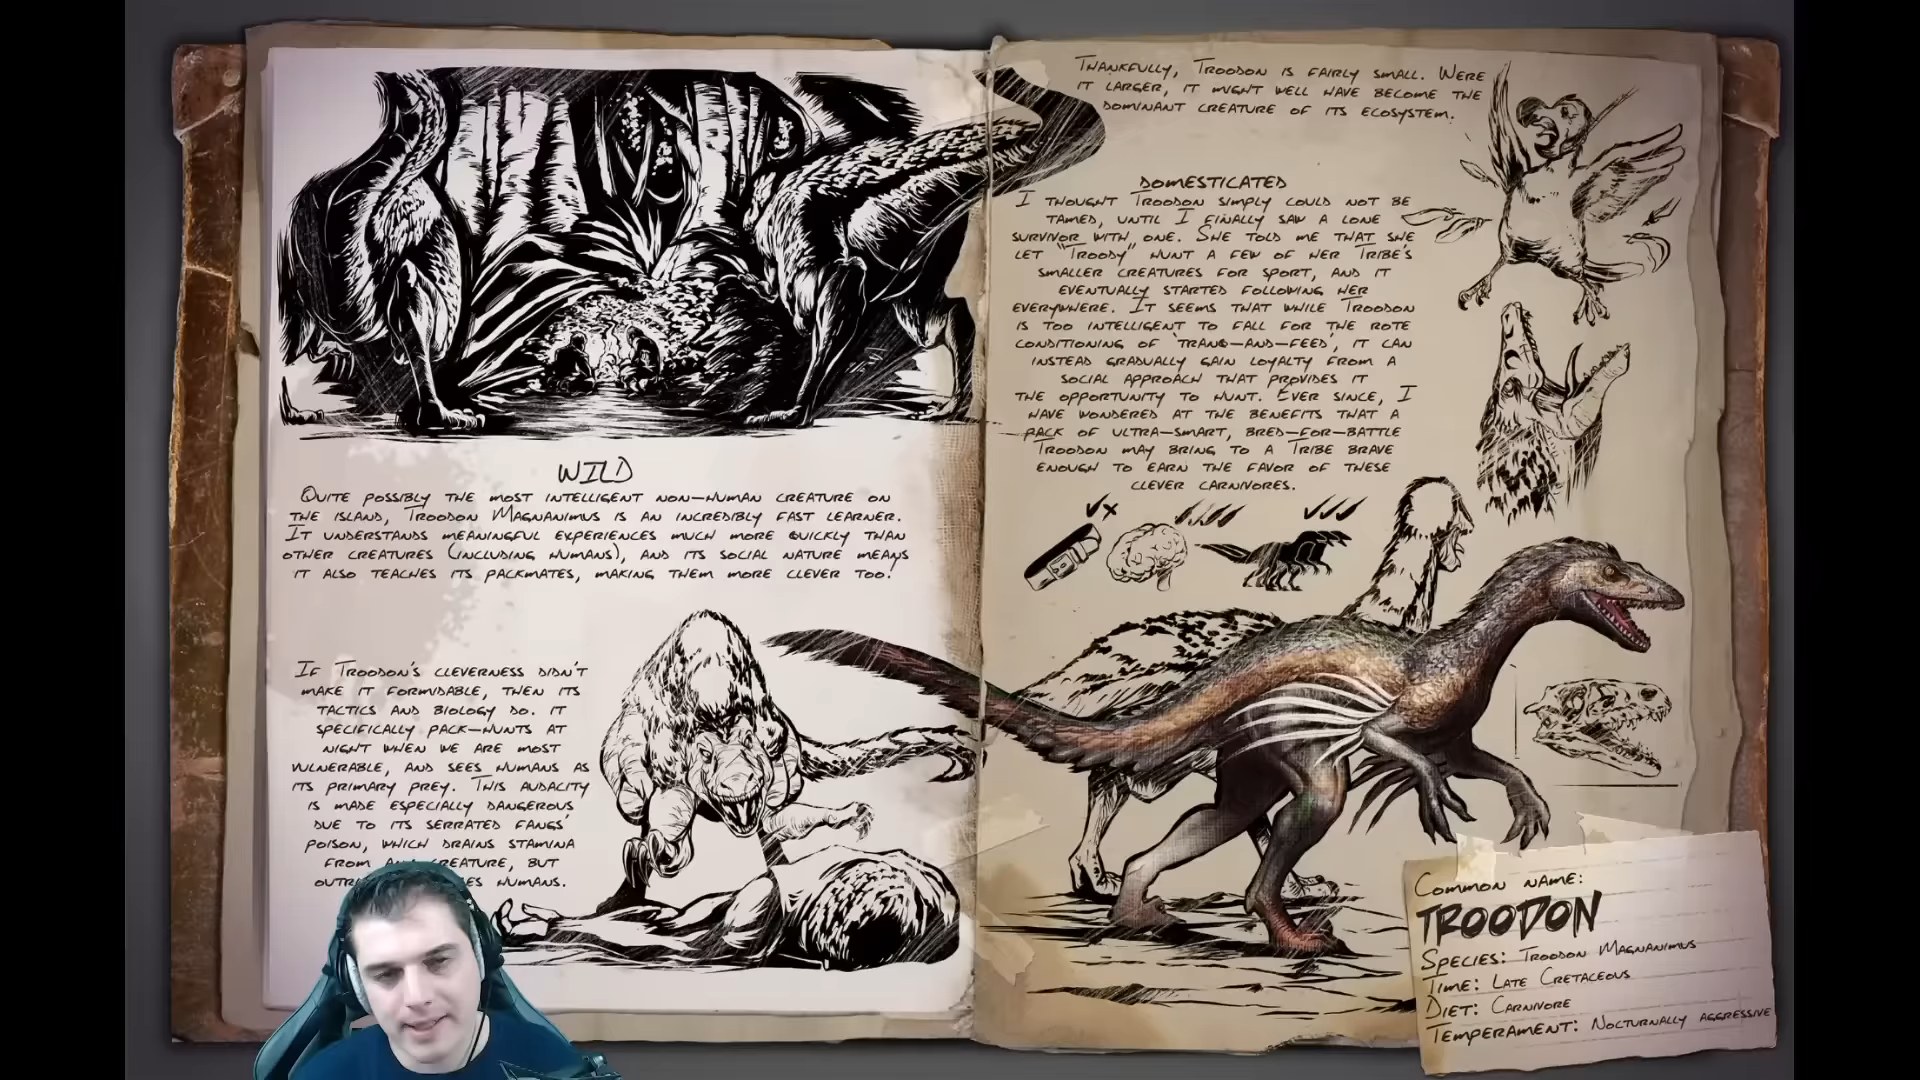 WILD
QUITE POSSIBLY THE MOST INTELLIGENT NON-HUMAN CREATURE ON
THE ISLAND, TROODON MAGNANIMUS IS AN INCREDIBLY FAST LEARNER.
IT UNDERSTANDS MEANINGFUL EXPERIENCES MUCH MORE QUICKLY THAN
OTHER CREATURES (INCLUDING HUMANS), AND ITS SOCIAL NATURE MEANS
IT ALSO TEACHES ITS PACKMATES, MAKING THEM MORE CLEVER TOO!
IF TROODON'S CLEVERNESS DIDN'T
MAKE IT FORMIDABLE, THEN ITS
TACTICS AND BIOLOGY DO. IT
SPECIFICALLY PACK-HUNTS AT
NIGHT WHEN WE ARE MOST
VULNERABLE, AND SEES HUMANS AS
ITS PRIMARY PREY. THIS AUDACITY
IS MADE ESPECIALLY DANGEROUS
DUE TO ITS SERRATED FANGS'
POISON, WHICH DRAINS STAMINA
FROM CREATURE, BUT
HUMANS.
THANKFULLY, TROODON IS FAIRLY SMALL. WERE
IT LARGER, IT MIGHT WELL HAVE BECOME THE
DOMINANT CREATURE OF ITS ECOSYSTEM.
DOMESTICATED
I THOUGHT TROODON SIMPLY COULD NOT BE
TAMED, UNTIL I FINALLY SAW A LONE
SURVIVOR WITH ONE. SHE TOLD ME THAT SHE
LET "TROODY" HUNT A FEW OF HER TRIBE'S
SMALLER CREATURES FOR SPORT, AND IT
EVENTUALLY STARTED FOLLOWING HER
EVERYWHERE. IT SEEMS THAT WHILE TROODON
IS TOO INTELLIGENT TO FALL FOR THE ROTE
CONDITIONING OF 'TRANQ-AND-FEED', IT CAN
INSTEAD GRADUALLY GAIN LOYALTY FROM A
SOCIAL APPROACH THAT PROVIDES IT
THE OPPORTUNITY TO HUNT. EVER SINCE, I
HAVE WONDERED AT THE BENEFITS THAT A
PACK OF ULTRA-SMART, BRED-FOR-BATTLE
TROODON MAY BRING TO A TRIBE BRAVE
ENOUGH TO EARN THE FAVOR OF THESE
CLEVER CARNIVORES.
COMMON NAME:
TROODON
SPECIES: TROODON MAGNANIMUS
TIME: LATE CRETACEOUS
DIET: CARNIVORE
TEMPERAMENT: NOCTURNALLY AGGRESSIVE